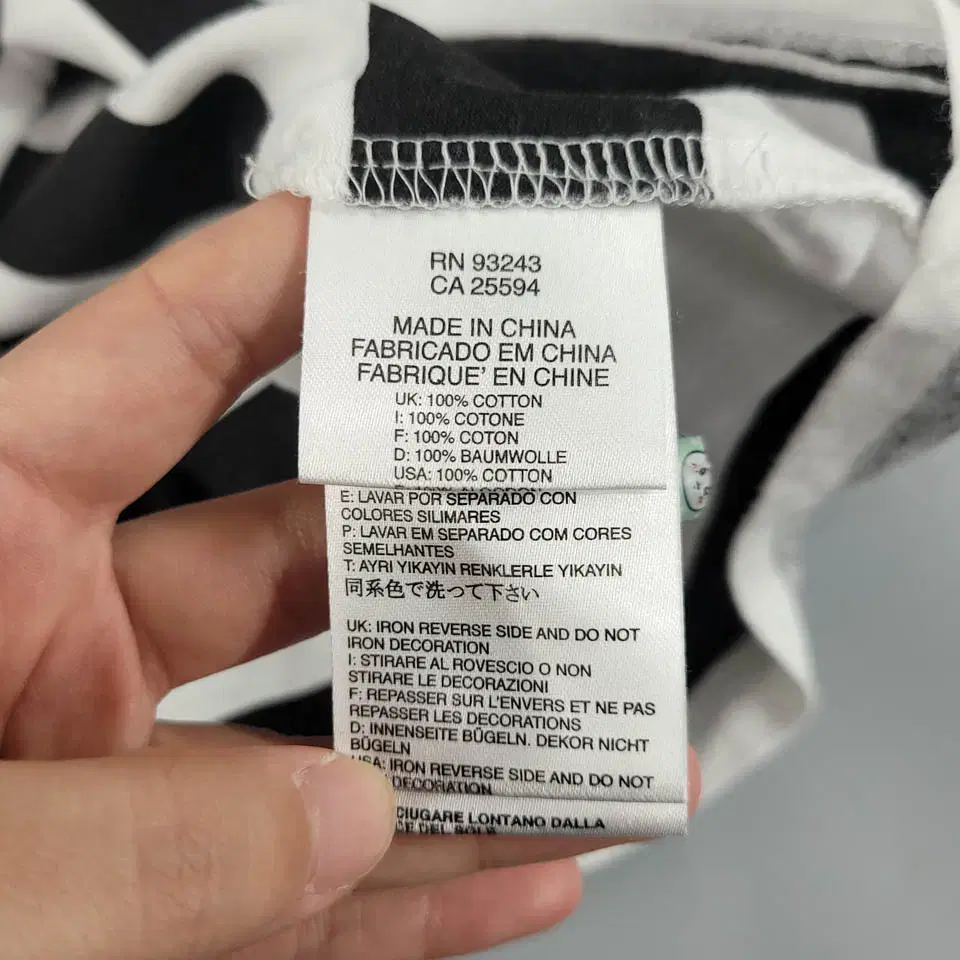 RN 93243
CA 25594
MADE IN CHINA
FABRICADO EM CHINA
FABRIQUE' EN CHINE
UK: 100% COTTON
I: 100% COTONE
F: 100% COTON
D: 100% BAUMWOLLE
USA: 100% COTTON
E: LAVAR POR SEPARADO CON
COLORES SILIMARES
P: LAVAR EM SEPARADO COM CORES
SEMELHANTES
T: AYRI YIKAYIN RENKLERLE YIKAYIN
同系色で洗って下さい
UK: IRON REVERSE SIDE AND DO NOT
IRON DECORATION
I: STIRARE AL ROVESCIO O NON
STIRARE LE DECORAZIONI
F: REPASSER SUR L'ENVERS ET NE PAS
REPASSER LES DECORATIONS
D: INNENSEITE BÜGELN. DEKOR NICHT
BÜGELN
USA: IRON REVERSE SIDE AND DO NOT
DECORATION
LONTANO DALLA
DEL SOLE